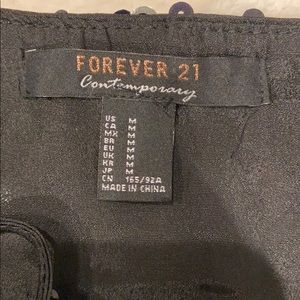 FOREVER 21
Contemporary
US M
CA M
MX M
BR M
EU M
UK M
KR M
JP M
CN 165/92A
MADE IN CHINA